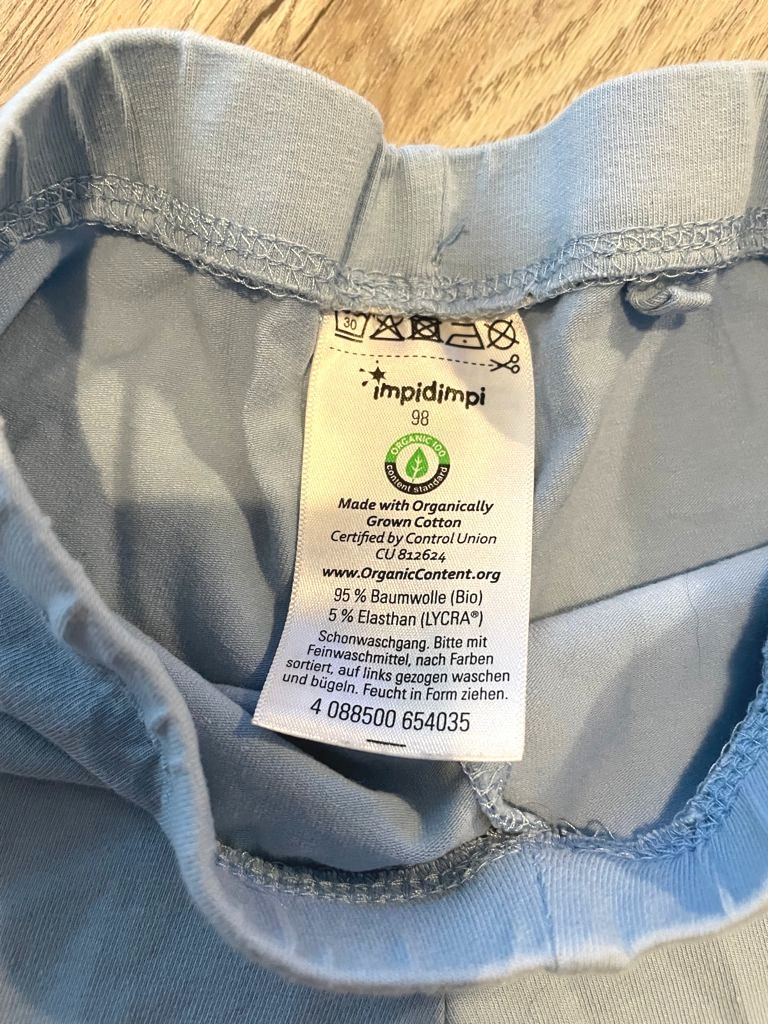 30
impidimpi
98
ORGANIC 100
content standard
Made with Organically
Grown Cotton
Certified by Control Union
CU 812624
www.OrganicContent.org
95 % Baumwolle (Bio)
5 % Elasthan (LYCRA®)
Schonwaschgang. Bitte mit
Feinwaschmittel, nach Farben
sortiert, auf links gezogen waschen
und bügeln. Feucht in Form ziehen.
4 088500 654035